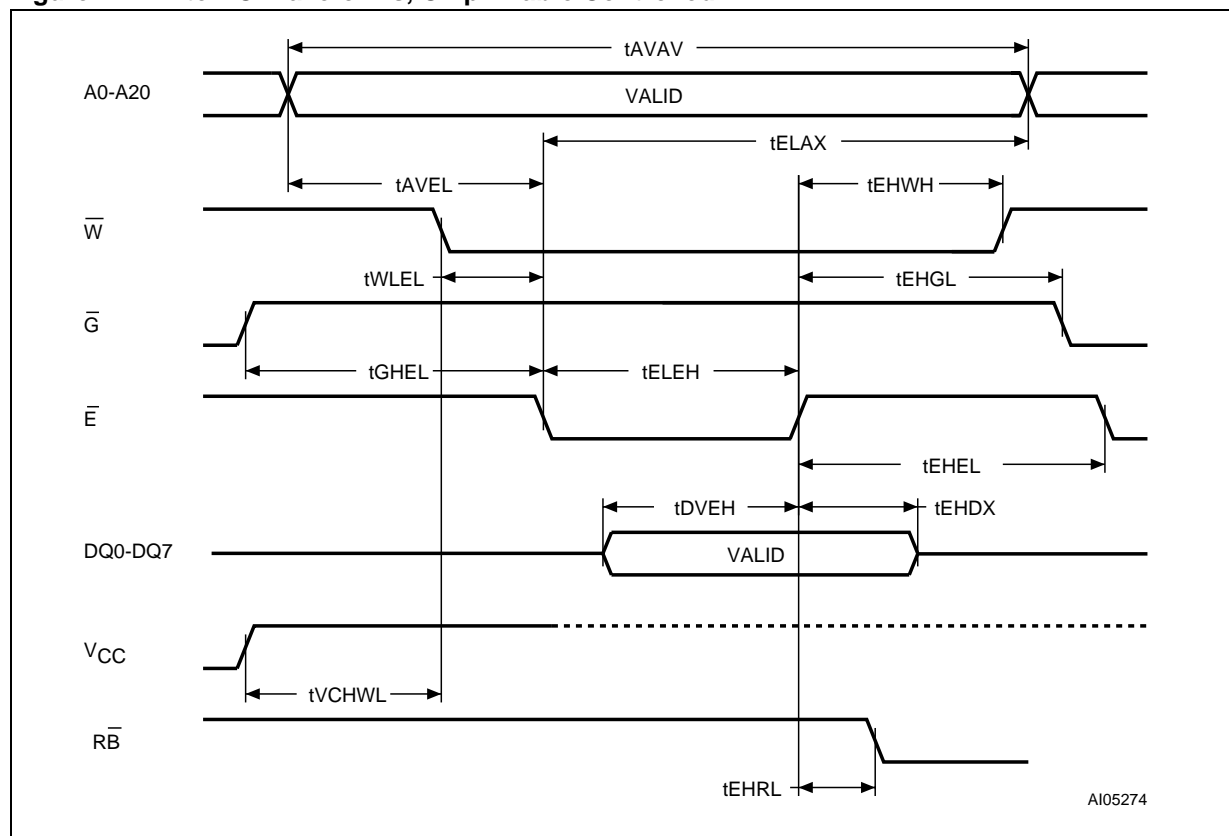 tAVAV
A0-A20
VALID
tELAX
tAVEL
tEHWH
W̅
tWLEL
tEHGL
G̅
tGHEL
tELEH
E̅
tEHEL
tDVEH
tEHDX
DQ0-DQ7
VALID
VCC
tVCHWL
RB̅
tEHRL
AI05274